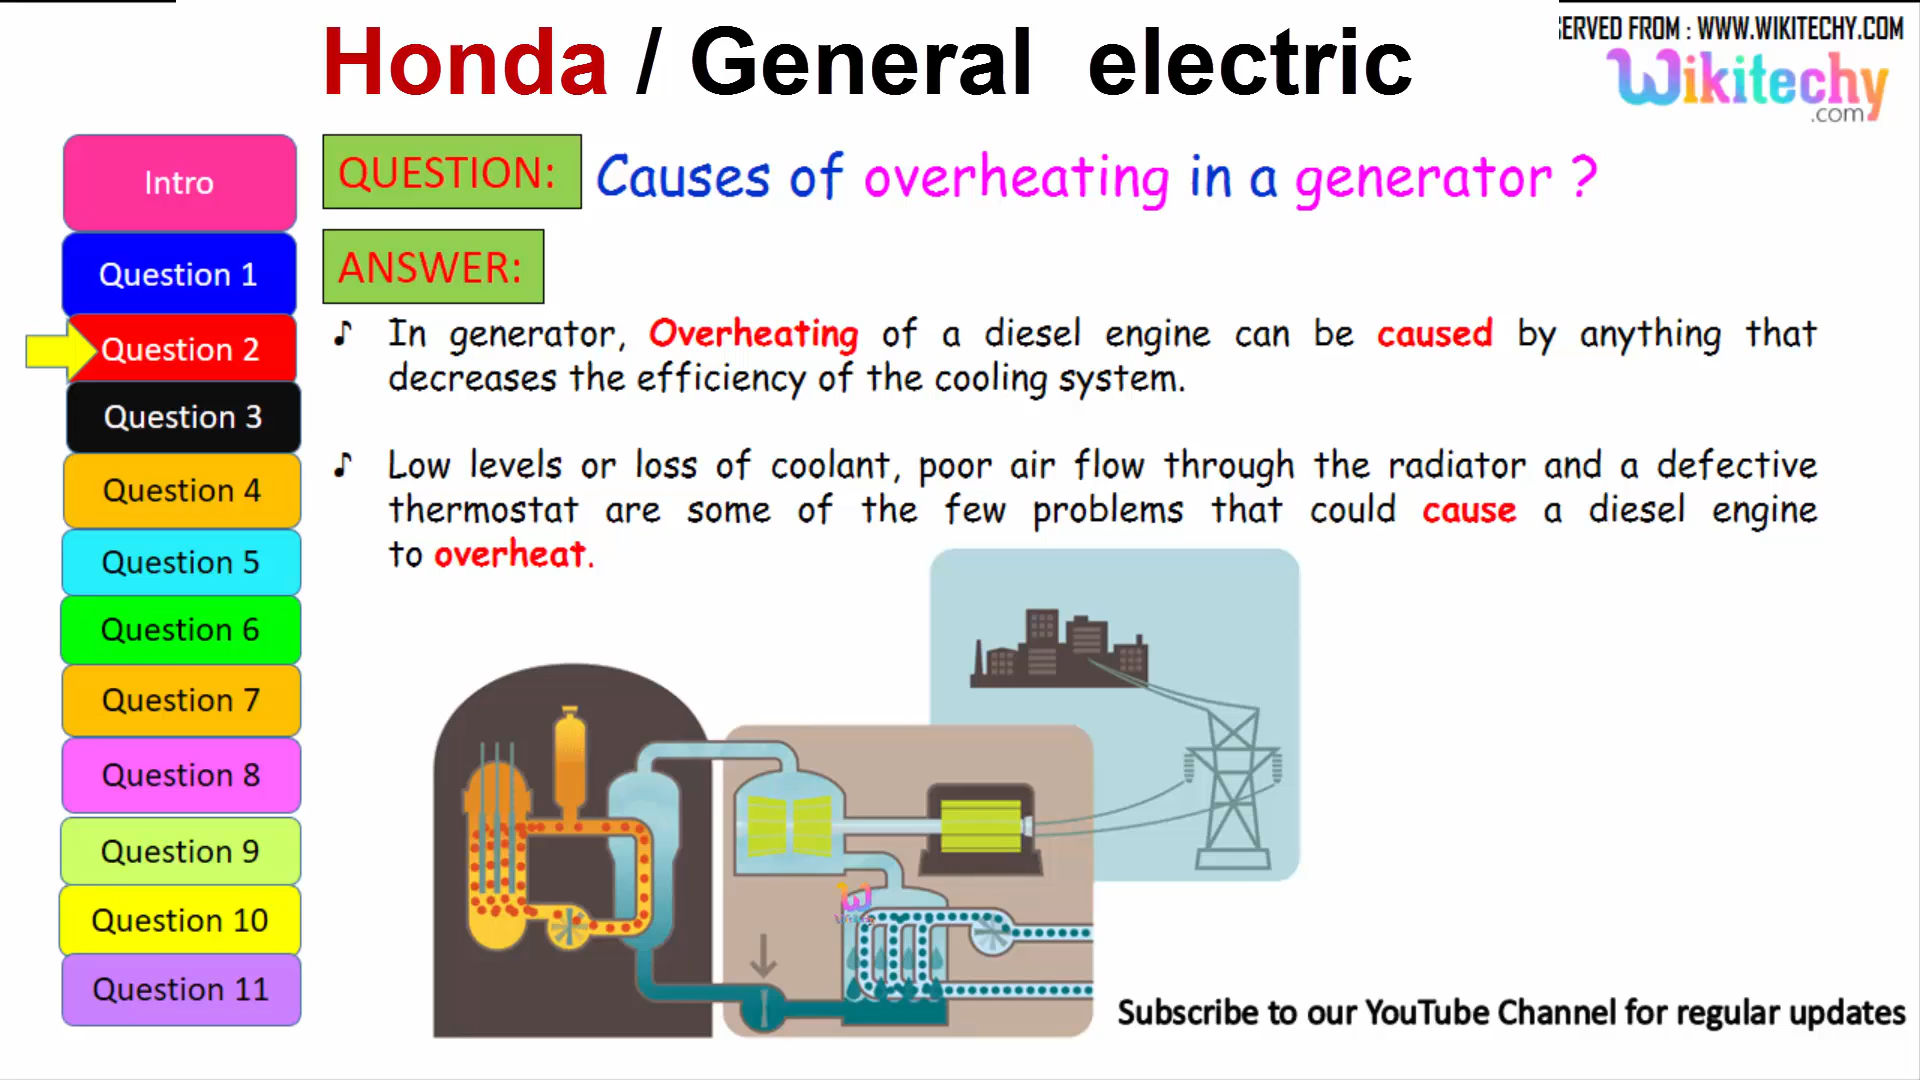 Honda / General electric
ERVED FROM : WWW.WIKITECHY.COM
Wikitechy
.com
Intro
Question 1
Question 2
Question 3
Question 4
Question 5
Question 6
Question 7
Question 8
Question 9
Question 10
Question 11
QUESTION: Causes of overheating in a generator ?
ANSWER:
♪ In generator, Overheating of a diesel engine can be caused by anything that
decreases the efficiency of the cooling system.
♪ Low levels or loss of coolant, poor air flow through the radiator and a defective
thermostat are some of the few problems that could cause a diesel engine
to overheat.
Subscribe to our YouTube Channel for regular updates